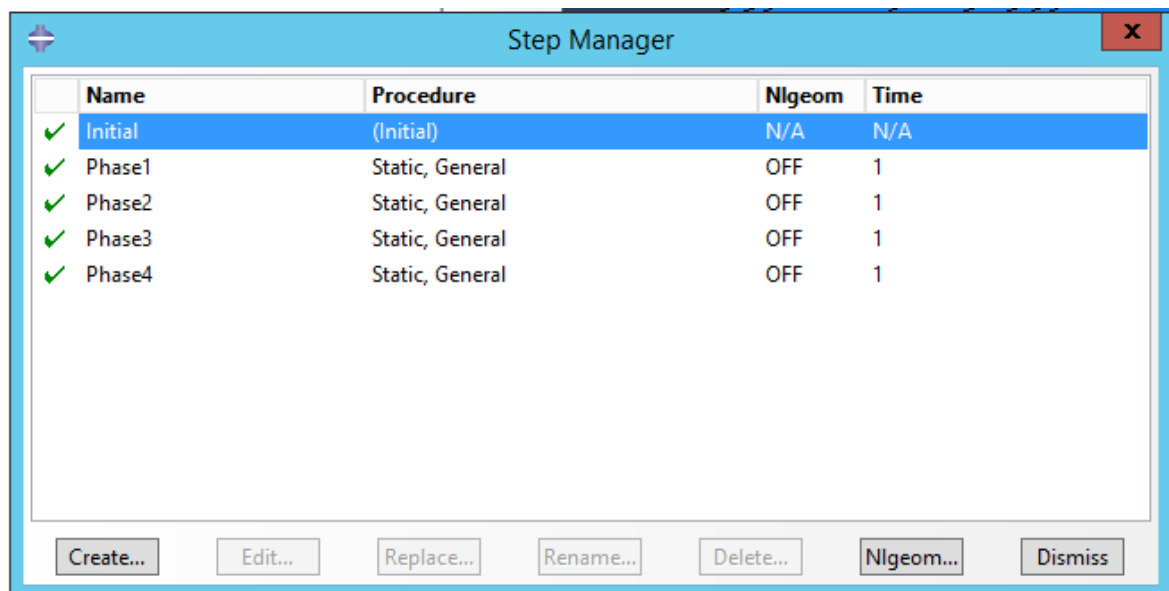 Step Manager
x
Name Procedure Nlgeom Time
Initial (Initial) N/A N/A
Phase1 Static, General OFF 1
Phase2 Static, General OFF 1
Phase3 Static, General OFF 1
Phase4 Static, General OFF 1
Create... Edit... Replace... Rename... Delete... Nlgeom... Dismiss